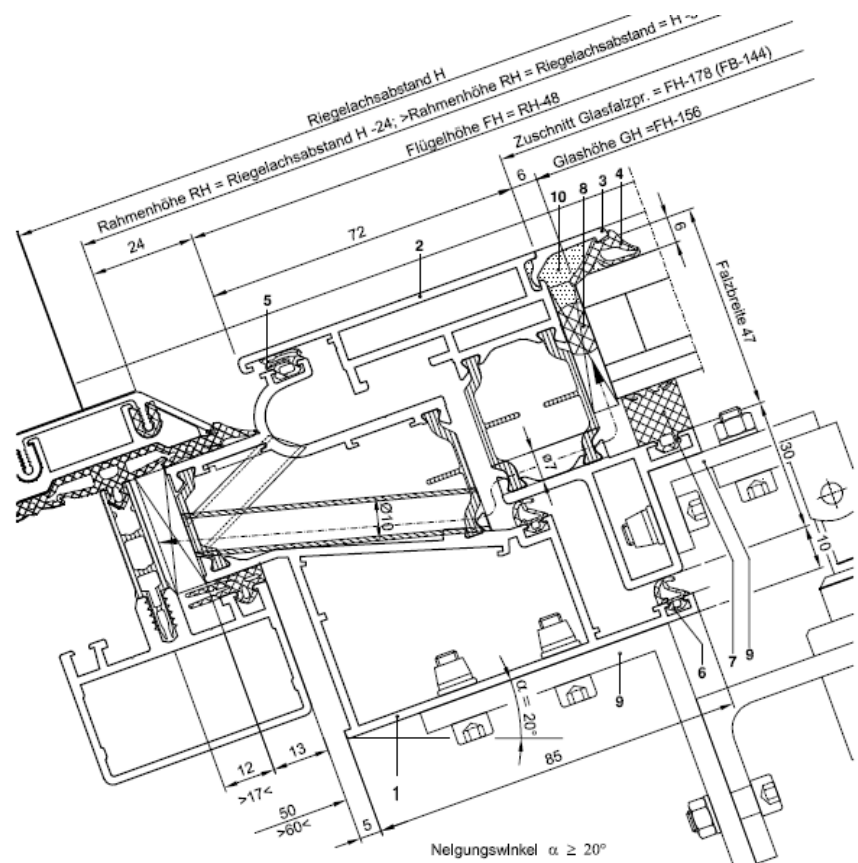 Riegelachsabstand H
Rahmenhöhe RH = Riegelachsabstand H -24; >Rahmenhöhe RH = Riegelachsabstand = H -
Flügelhöhe FH = RH-48
Zuschnitt Glasfalzpr. = FH-178 (FB-144)
Glashöhe GH =FH-156
24
72
6
2
10
8
3
4
6
5
Falzbreite 47
ø7
30
Ø10
10
6
7
9
9
α = 20°
1
85
12
13
>17<
50
>60<
5
Neigungswinkel α ≥ 20°